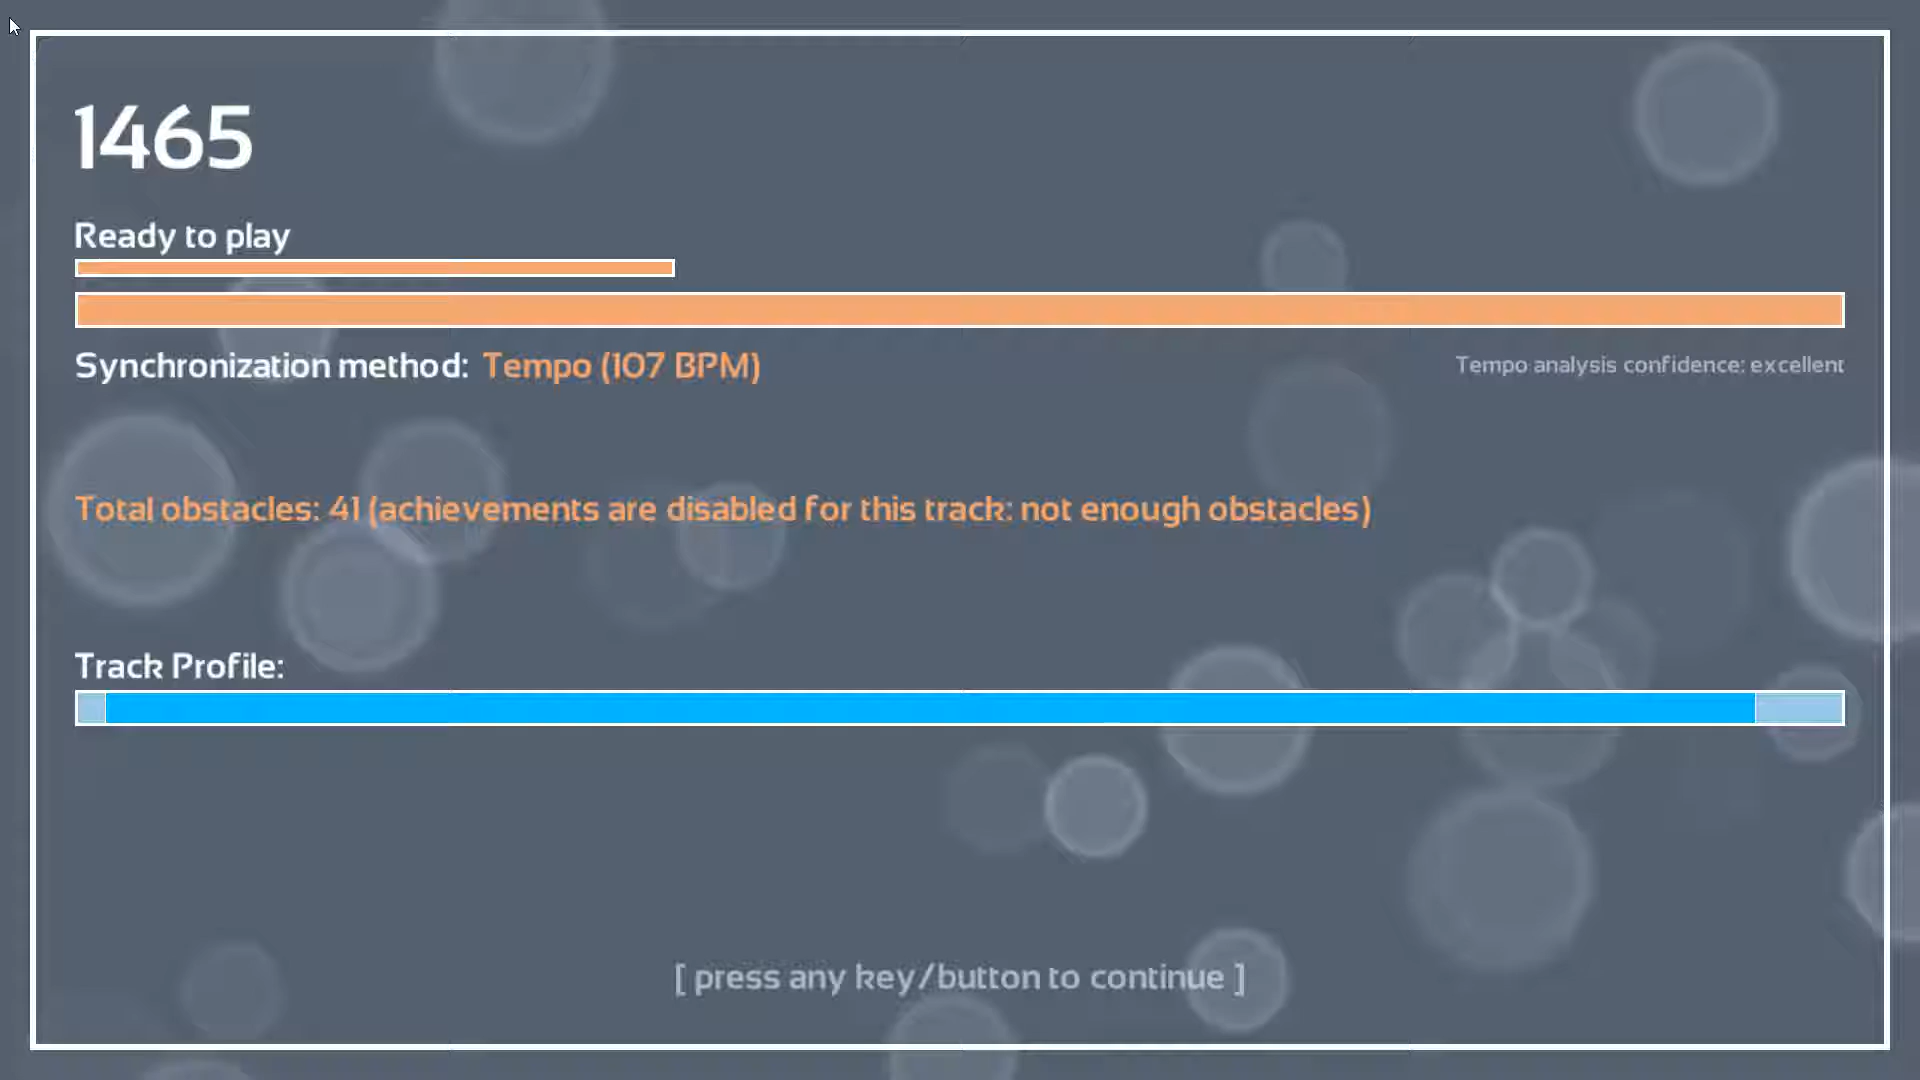 1465
Ready to play
Synchronization method: Tempo (107 BPM)
Tempo analysis confidence: excellent
Total obstacles: 41 (achievements are disabled for this track: not enough obstacles)
Track Profile:
[ press any key/button to continue ]